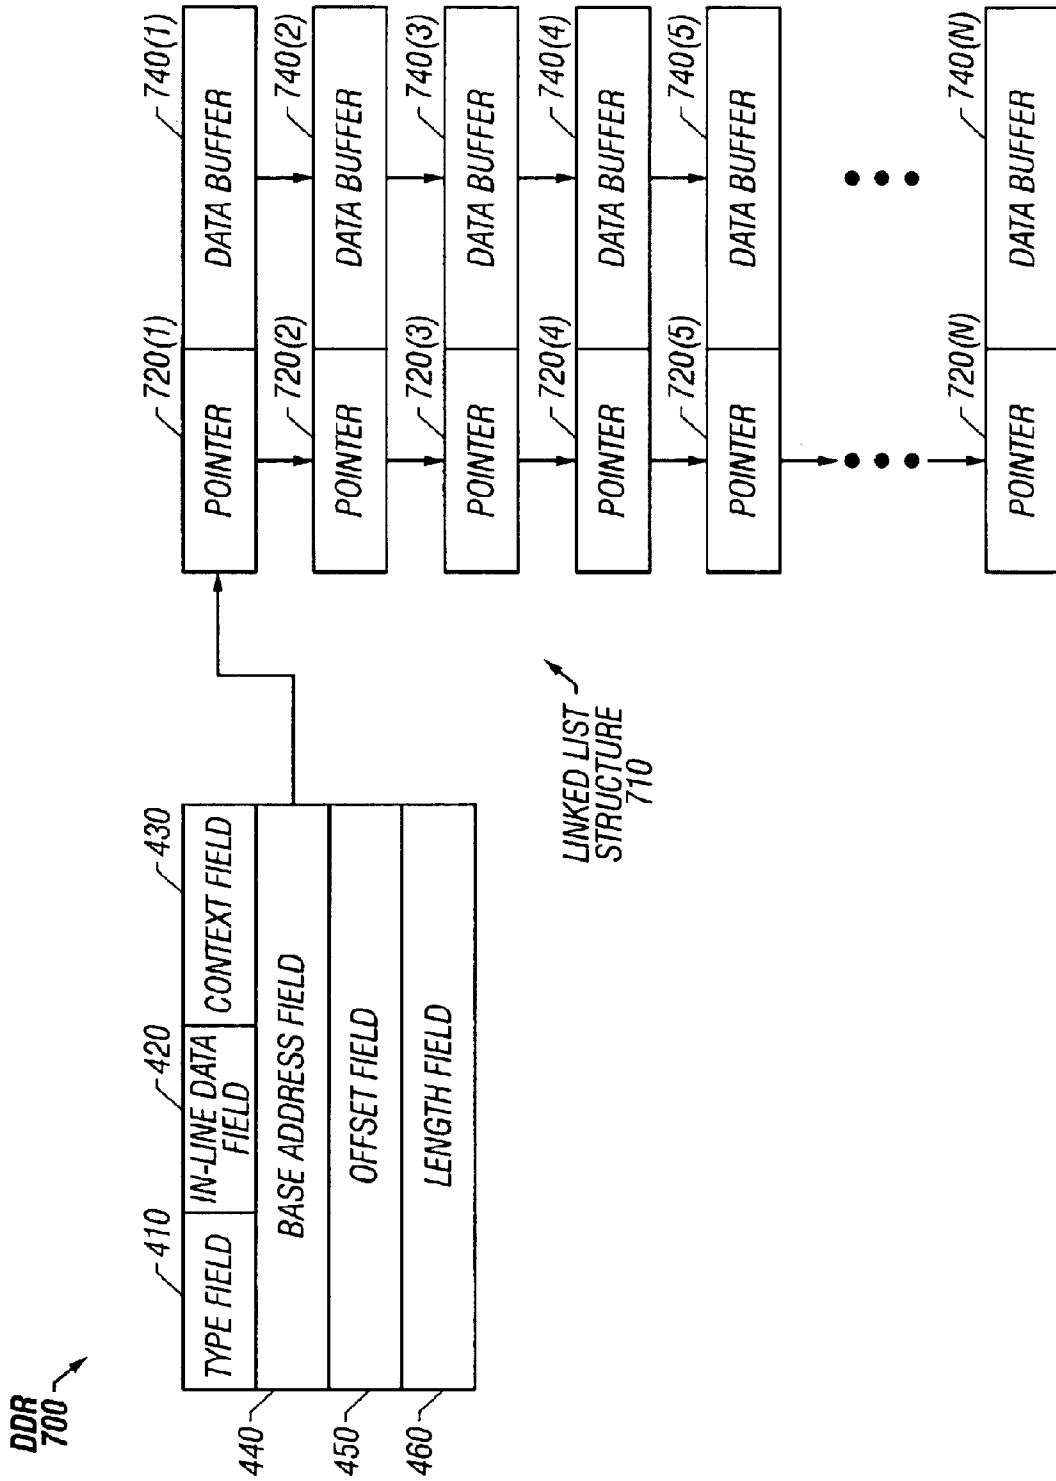 DDR
700
410
420
430
TYPE FIELD
IN-LINE DATA
FIELD
CONTEXT FIELD
440
BASE ADDRESS FIELD
450
OFFSET FIELD
460
LENGTH FIELD
LINKED LIST
STRUCTURE
710
720(1)
740(1)
POINTER
DATA BUFFER
720(2)
740(2)
POINTER
DATA BUFFER
720(3)
740(3)
POINTER
DATA BUFFER
720(4)
740(4)
POINTER
DATA BUFFER
720(5)
740(5)
POINTER
DATA BUFFER
720(N)
740(N)
POINTER
DATA BUFFER